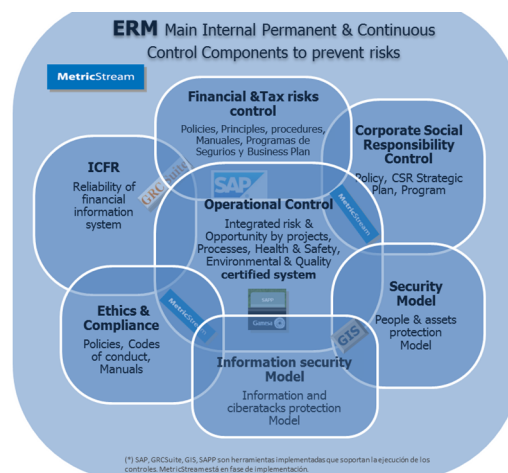 ERM Main Internal Permanent & Continuous
Control Components to prevent risks
MetricStream
Financial &Tax risks
control
Policies, Principles, procedures,
Manuales, Programas de
Segurios y Business Plan
Corporate Social
Responsibility
Control
Policy, CSR Strategic
Plan, Program
ICFR
Reliability of
financial
information
system
GRCSuite
SAP
MetricStream
Operational Control
Integrated risk &
Opportunity by projects,
Processes, Health & Safety,
Environmental & Quality
certified system
Security
Model
People & assets
protection
Model
Ethics &
Compliance
Policies, Codes
of conduct,
Manuals
MetricStream
SAPP
Gamesa
GIS
Information security
Model
Information and
ciberatacks protection
Model
(*) SAP, GRCSuite, GIS, SAPP son herramientas implementadas que soportan la ejecución de los
controles. MetricStream está en fase de implementación.